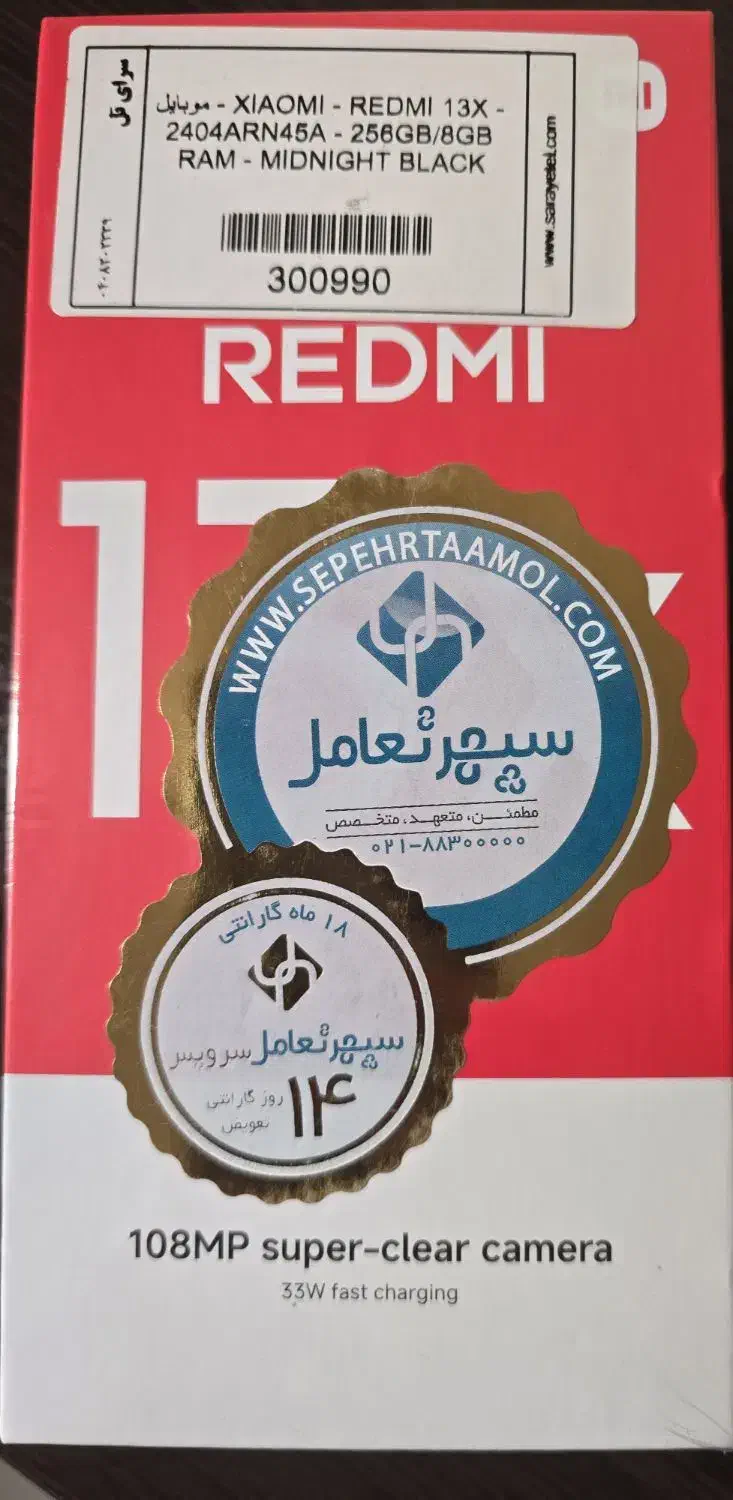 سرای تل
موبایل - XIAOMI - REDMI 13X -
2404ARN45A - 256GB/8GB
RAM - MIDNIGHT BLACK
300990
www.sarayetel.com
REDMI
WWW.SEPEHRTAAMOL.COM
سپهرتعامل
مطمئن، متعهد، متخصص
۰۲۱-۸۸۳۰۰۰۰۰
۱۸ ماه گارانتی
سپهرتعامل سرویس
۱۴ روز گارانتی
تعویض
108MP super-clear camera
33W fast charging